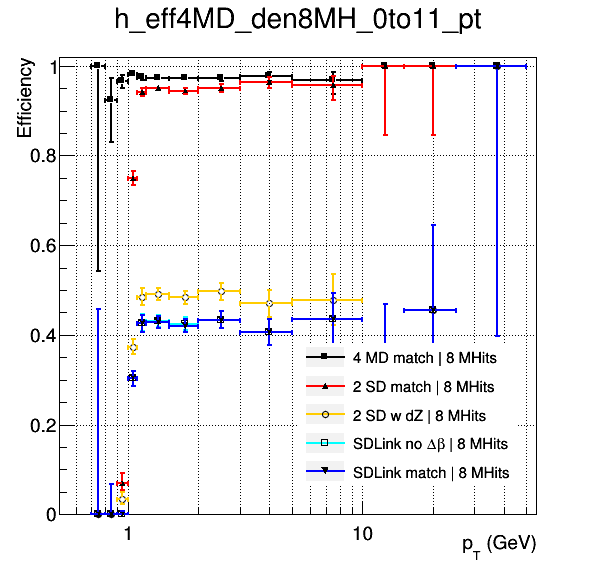 h_eff4MD_den8MH_0to11_pt
Efficiency
1
0.8
0.6
0.4
0.2
0
4 MD match | 8 MHits
2 SD match | 8 MHits
2 SD w dZ | 8 MHits
SDLink no Δβ | 8 MHits
SDLink match | 8 MHits
1 10
p_T (GeV)